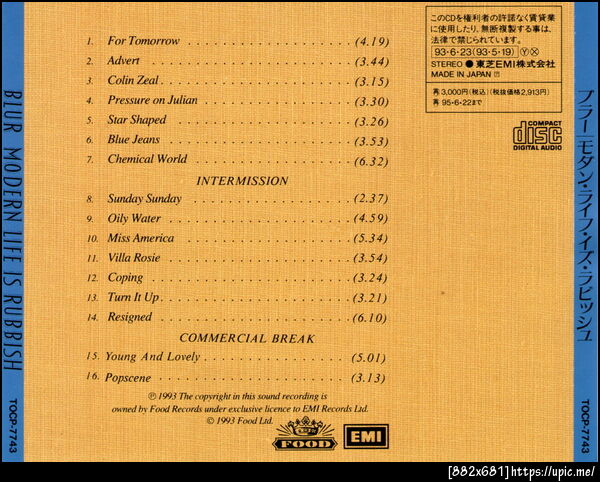 BLUR MODERN LIFE IS RUBBISH
TOCP-7743
1. For Tomorrow (4.19)
2. Advert (3.44)
3. Colin Zeal (3.15)
4. Pressure on Julian (3.30)
5. Star Shaped (3.26)
6. Blue Jeans (3.53)
7. Chemical World (6.32)
INTERMISSION
8. Sunday Sunday (2.37)
9. Oily Water (4.59)
10. Miss America (5.34)
11. Villa Rosie (3.54)
12. Coping (3.24)
13. Turn It Up (3.21)
14. Resigned (6.10)
COMMERCIAL BREAK
15. Young And Lovely (5.01)
16. Popscene (3.13)
Ⓟ 1993 The copyright in this sound recording is
owned by Food Records under exclusive licence to EMI Records Ltd.
© 1993 Food Ltd.
FOOD
EMI
このCDを権利者の許諾なく賃貸業
に使用したり、無断複製する事は、
法律で禁じられています。
93・6・23(93・5・19) Ⓨ Ⓧ
STEREO ● 東芝EMI株式会社
MADE IN JAPAN
再 3,000円(税込)(税抜価格2,913円)
再 95・6・22まで
COMPACT
disc
DIGITAL AUDIO
ブラー|モダン・ライフ・イズ・ラビッシュ
TOCP-7743
[882x681]https://upic.me/